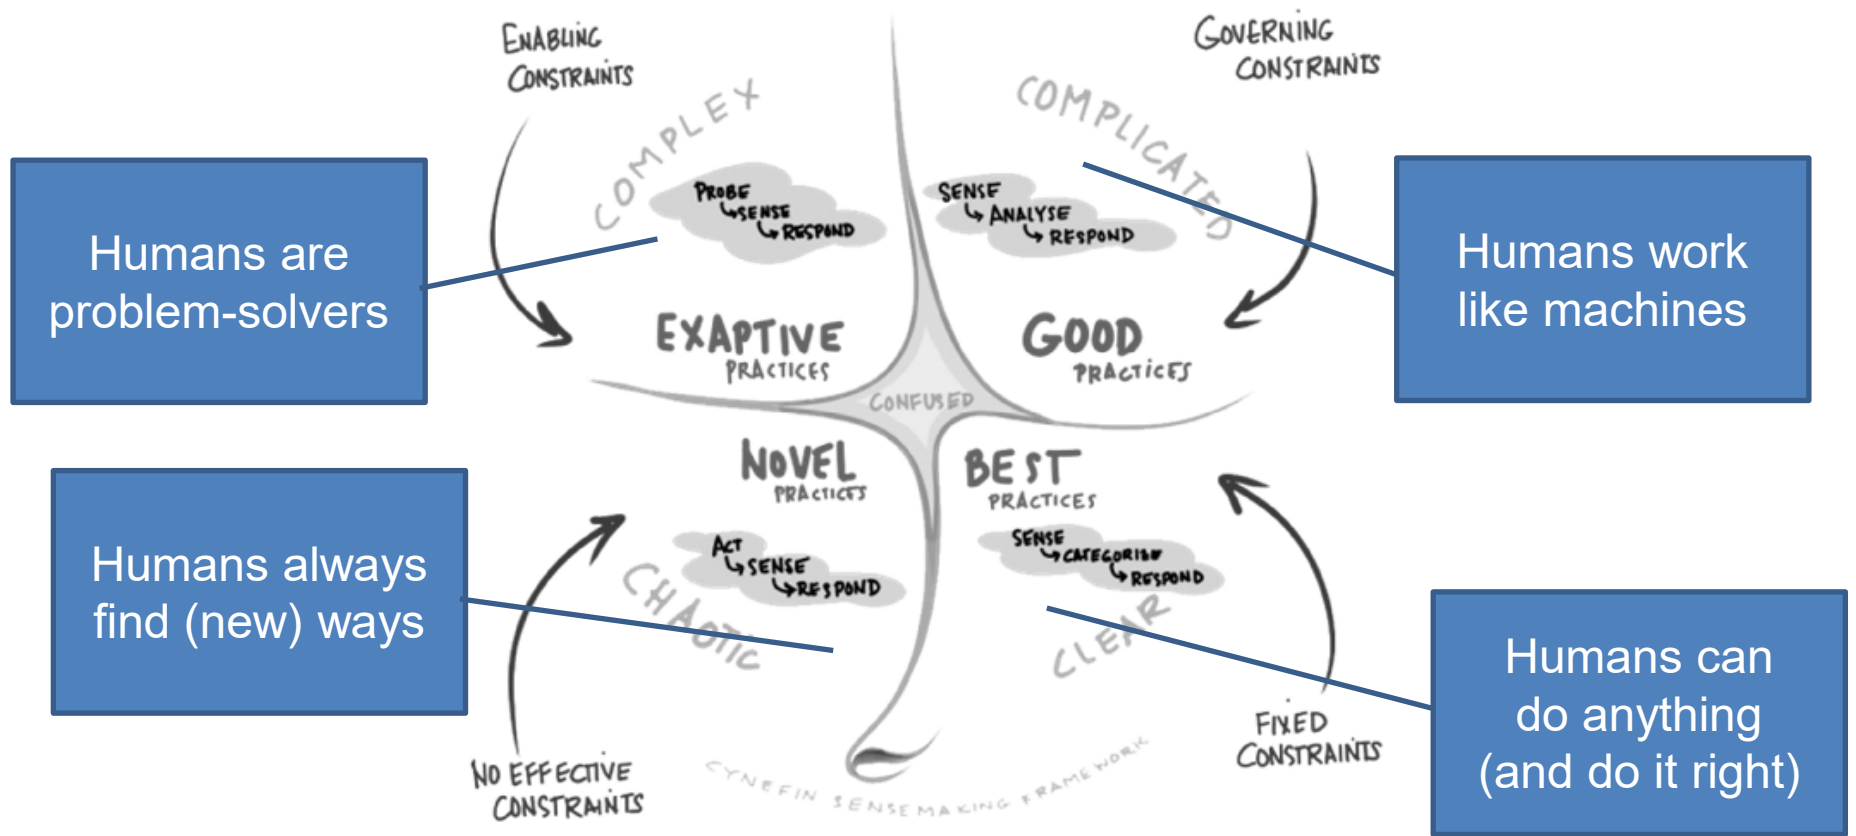 ENABLING
CONSTRAINTS
GOVERNING
CONSTRAINTS
COMPLEX
COMPLICATED
PROBE
SENSE
RESPOND
SENSE
ANALYSE
RESPOND
Humans are
problem-solvers
Humans work
like machines
EXAPTIVE
PRACTICES
GOOD
PRACTICES
CONFUSED
NOVEL
PRACTICES
BEST
PRACTICES
ACT
SENSE
RESPOND
SENSE
CATEGORISE
RESPOND
CHAOTIC
CLEAR
Humans always
find (new) ways
Humans can
do anything
(and do it right)
NO EFFECTIVE
CONSTRAINTS
FIXED
CONSTRAINTS
CYNEFIN SENSEMAKING FRAMEWORK